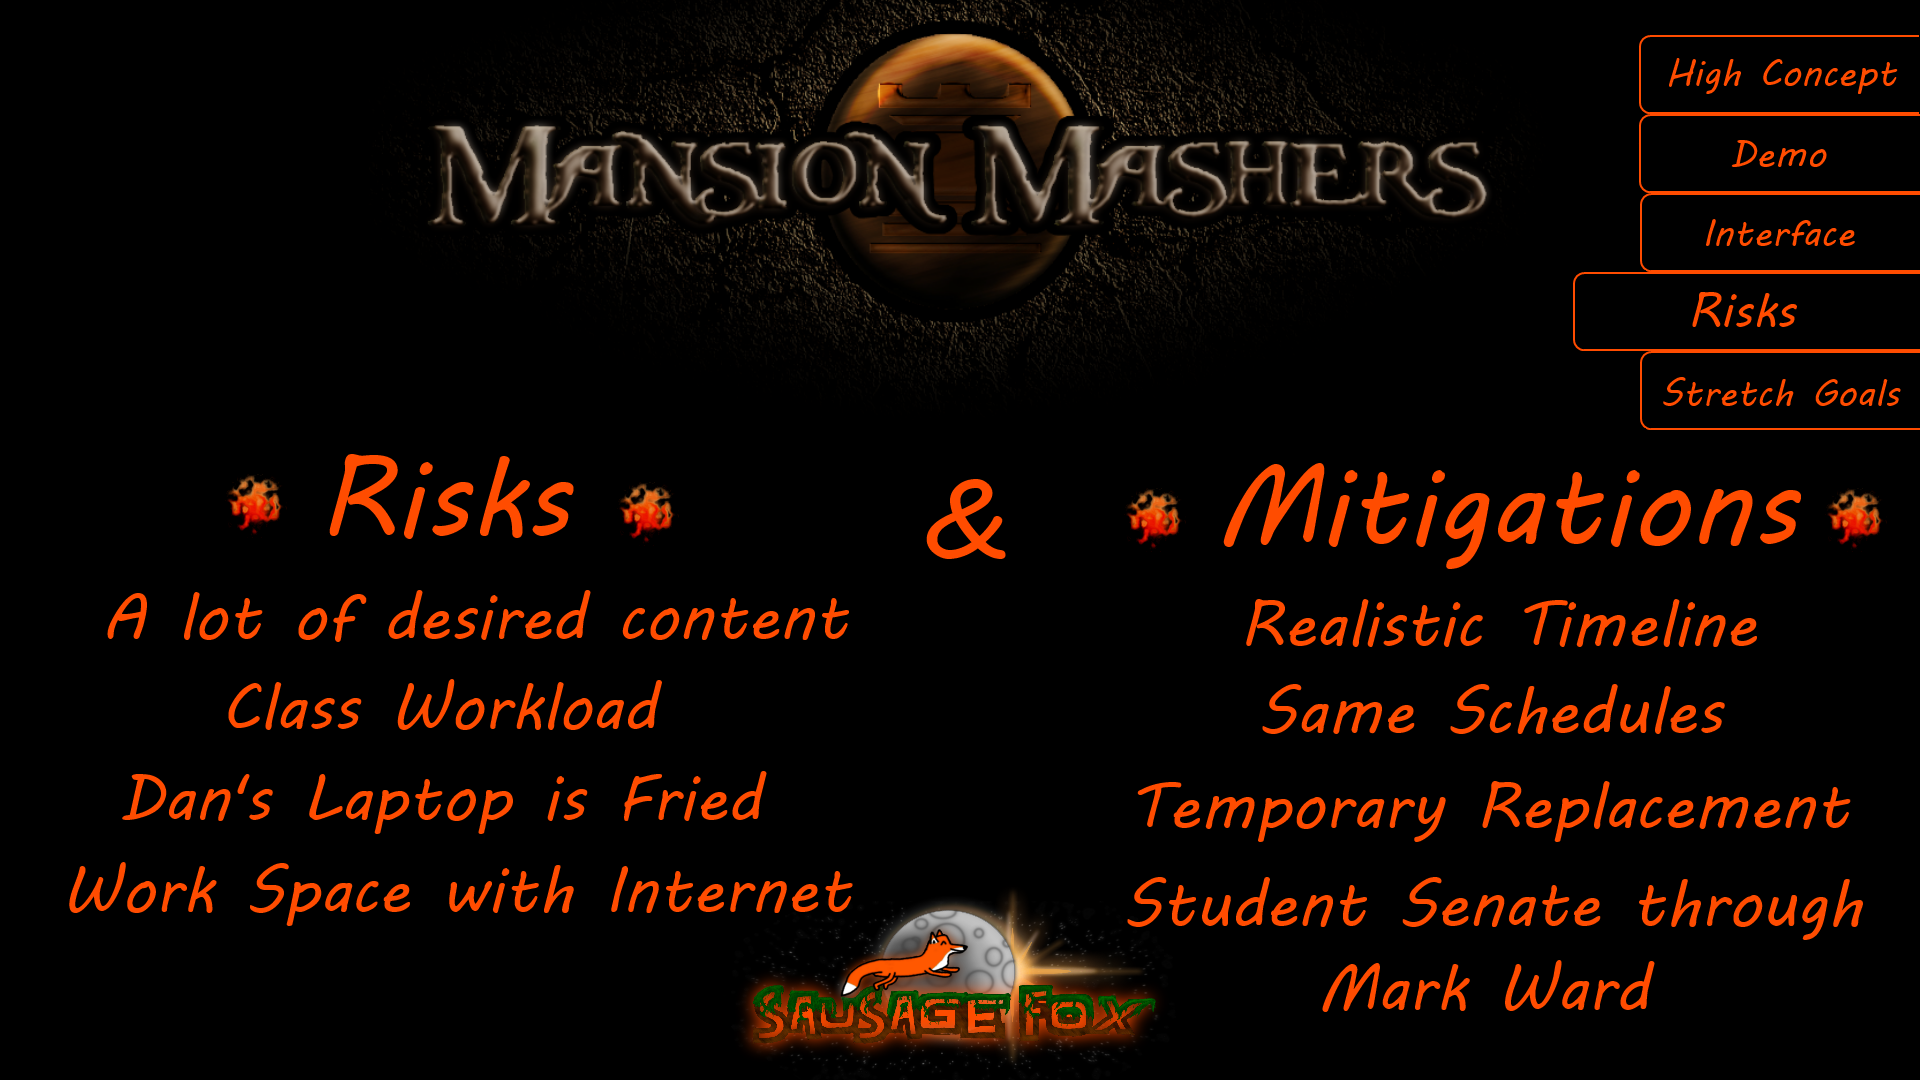 MANSION MASHERS
High Concept
Demo
Interface
Risks
Stretch Goals
Risks & Mitigations
A lot of desired content
Realistic Timeline
Class Workload
Same Schedules
Dan's Laptop is Fried
Temporary Replacement
Work Space with Internet
Student Senate through
Mark Ward
SAUSAGE FOX